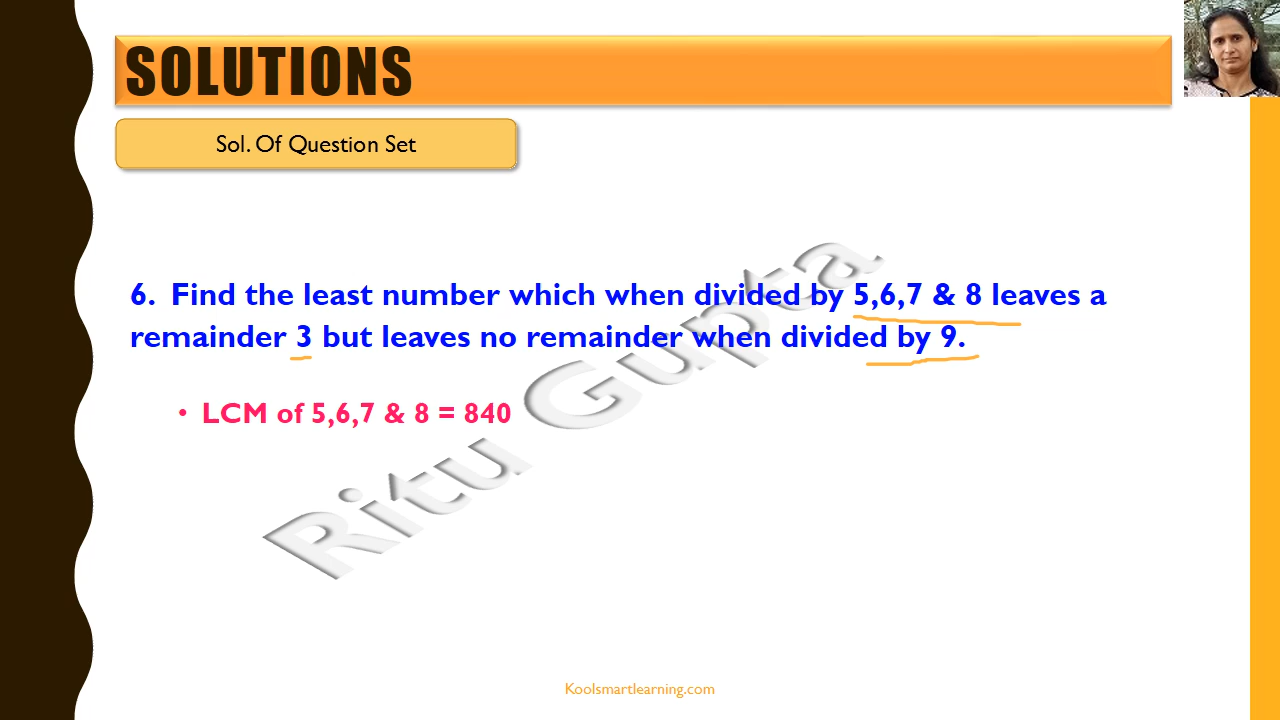 SOLUTIONS
Sol. Of Question Set
6. Find the least number which when divided by 5,6,7 & 8 leaves a
remainder 3 but leaves no remainder when divided by 9.
• LCM of 5,6,7 & 8 = 840
Ritu Gupta
Koolsmartlearning.com